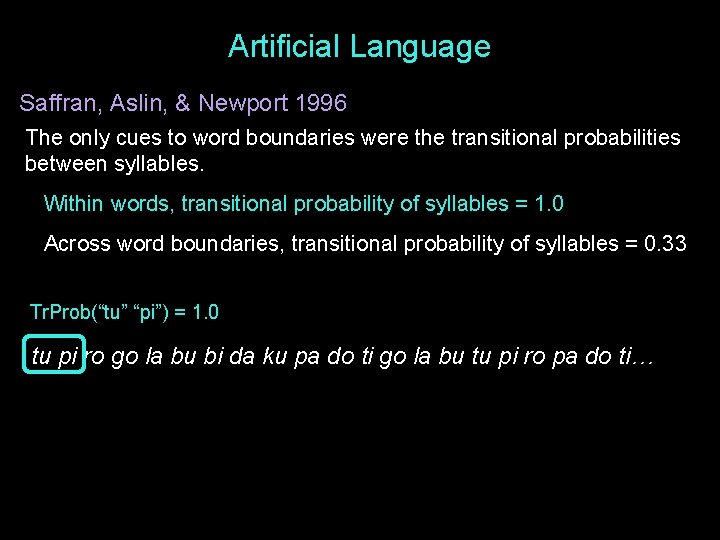 Artificial Language
Saffran, Aslin, & Newport 1996
The only cues to word boundaries were the transitional probabilities
between syllables.
Within words, transitional probability of syllables = 1. 0
Across word boundaries, transitional probability of syllables = 0. 33
Tr. Prob(“tu” “pi”) = 1. 0
tu pi ro go la bu bi da ku pa do ti go la bu tu pi ro pa do ti…